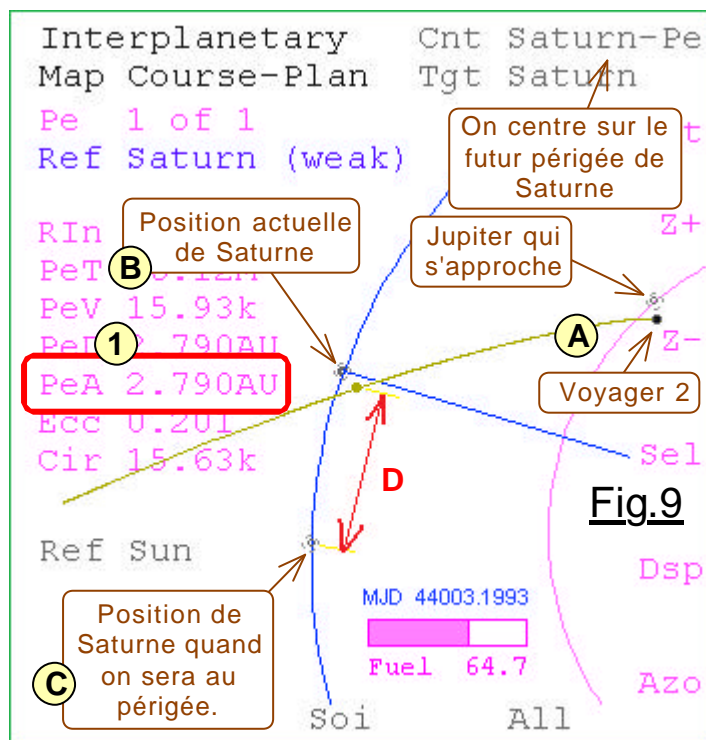 Interplanetary Cnt Saturn-Pe
Map Course-Plan Tgt Saturn
Pe 1 of 1
Ref Saturn (weak)
On centre sur le
futur périgée de
Saturne
RIn
Position actuelle
de Saturne
Z+
Jupiter qui
s'approche
PeT
B
PeV 15.93k
1
A
Z-
PeA 2.790AU
Voyager 2
Ecc 0.201
Cir 15.63k
D
Sel
Fig.9
Ref Sun
Dsp
MJD 44003.1993
Position de
Saturne quand
on sera au
périgée.
C
Fuel 64.7
Azo
Soi All